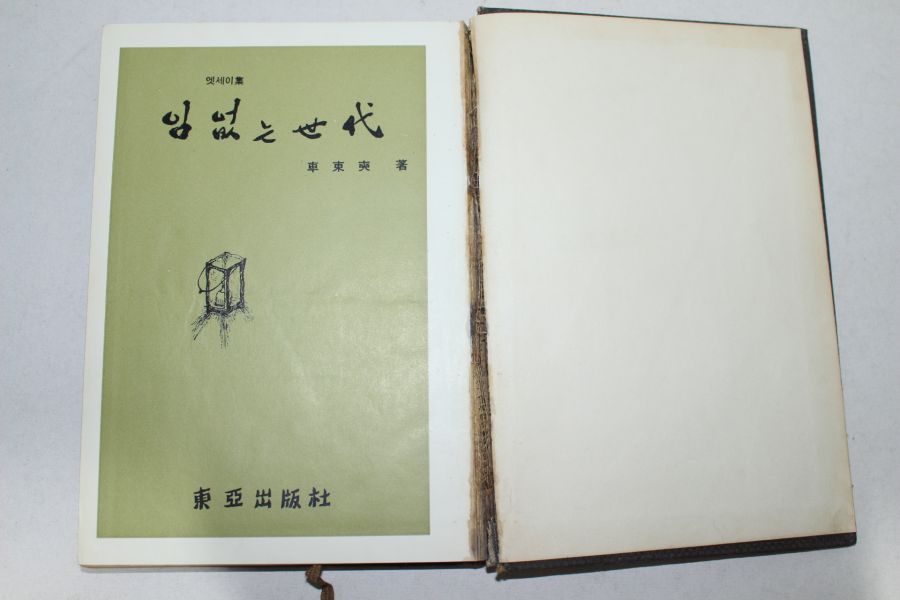 엣세이集
임 없는 世代
車東奭 著
東亞出版社